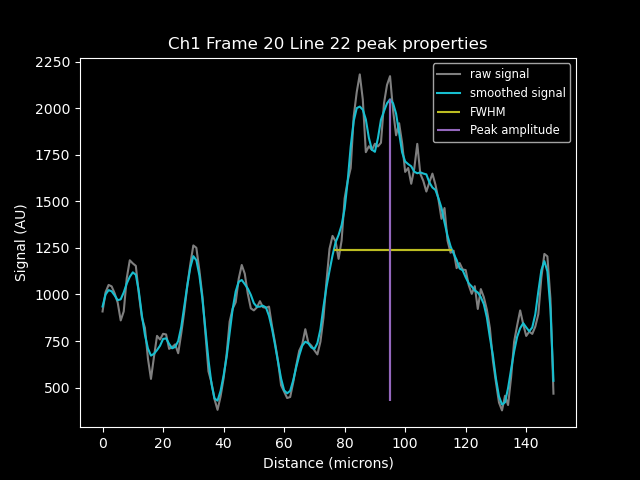 Ch1 Frame 20 Line 22 peak properties
raw signal
smoothed signal
FWHM
Peak amplitude
Signal (AU)
2250
2000
1750
1500
1250
1000
750
500
0 20 40 60 80 100 120 140
Distance (microns)